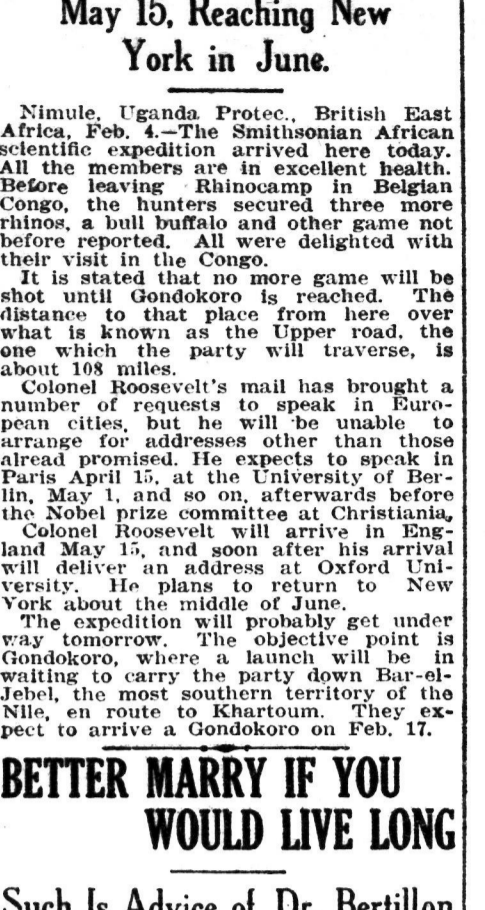 May 15, Reaching New
York in June.
Nimule, Uganda Protec., British East
Africa, Feb. 4.—The Smithsonian African
scientific expedition arrived here today.
All the members are in excellent health.
Before leaving Rhinocamp in Belgian
Congo, the hunters secured three more
rhinos, a bull buffalo and other game not
before reported. All were delighted with
their visit in the Congo.
It is stated that no more game will be
shot until Gondokoro is reached. The
distance to that place from here over
what is known as the Upper road, the
one which the party will traverse, is
about 108 miles.
Colonel Roosevelt's mail has brought a
number of requests to speak in Euro-
pean cities, but he will be unable to
arrange for addresses other than those
alread promised. He expects to speak in
Paris April 15, at the University of Ber-
lin, May 1, and so on, afterwards before
the Nobel prize committee at Christiania.
Colonel Roosevelt will arrive in Eng-
land May 15, and soon after his arrival
will deliver an address at Oxford Uni-
versity. He plans to return to New
York about the middle of June.
The expedition will probably get under
way tomorrow. The objective point is
Gondokoro, where a launch will be in
waiting to carry the party down Bar-el-
Jebel, the most southern territory of the
Nile, en route to Khartoum. They ex-
pect to arrive a Gondokoro on Feb. 17.
BETTER MARRY IF YOU
WOULD LIVE LONG
Such Is Advice of Dr. Bertillon